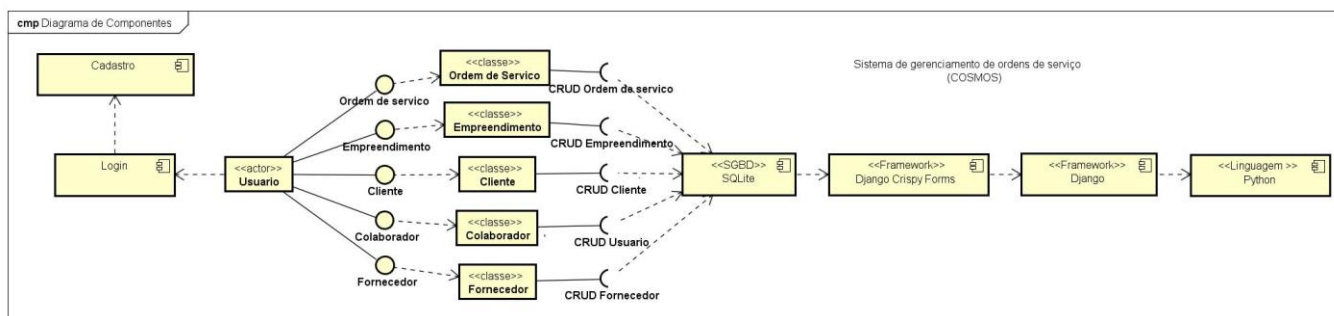 cmp Diagrama de Componentes
Cadastro
Login
<<actor>>
Usuario
Ordem de servico
Empreendimento
Cliente
Colaborador
Fornecedor
<<classe>>
Ordem de Servico
<<classe>>
Empreendimento
<<classe>>
Cliente
<<classe>>
Colaborador
<<classe>>
Fornecedor
CRUD Ordem de servico
CRUD Empreendimento
CRUD Cliente
CRUD Usuario
CRUD Fornecedor
Sistema de gerenciamento de ordens de serviço
(COSMOS)
<<SGBD>>
SQLite
<<Framework>>
Django Crispy Forms
<<Framework>>
Django
<<Linguagem >>
Python